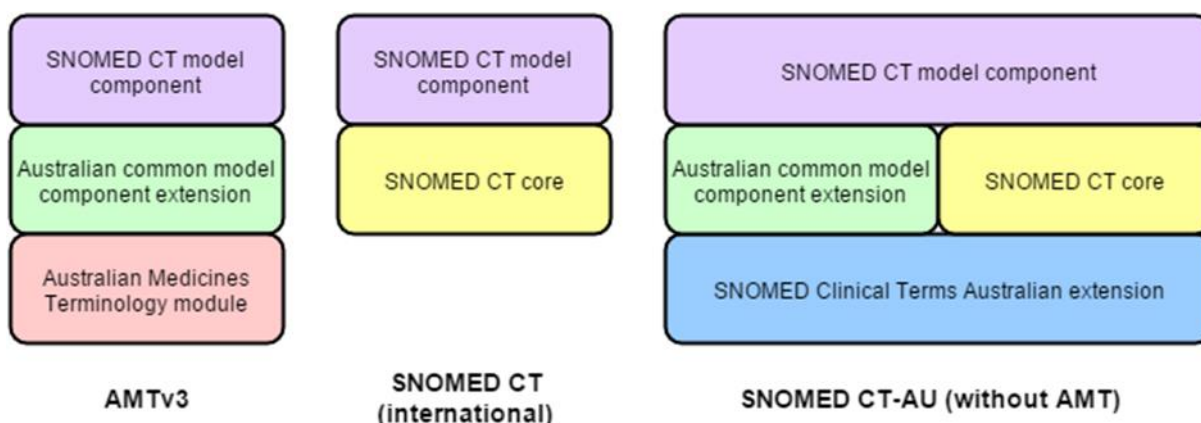 SNOMED CT model
component
Australian common model
component extension
Australian Medicines
Terminology module
AMTv3
SNOMED CT model
component
SNOMED CT core
SNOMED CT
(international)
SNOMED CT model component
Australian common model
component extension
SNOMED CT core
SNOMED Clinical Terms Australian extension
SNOMED CT-AU (without AMT)